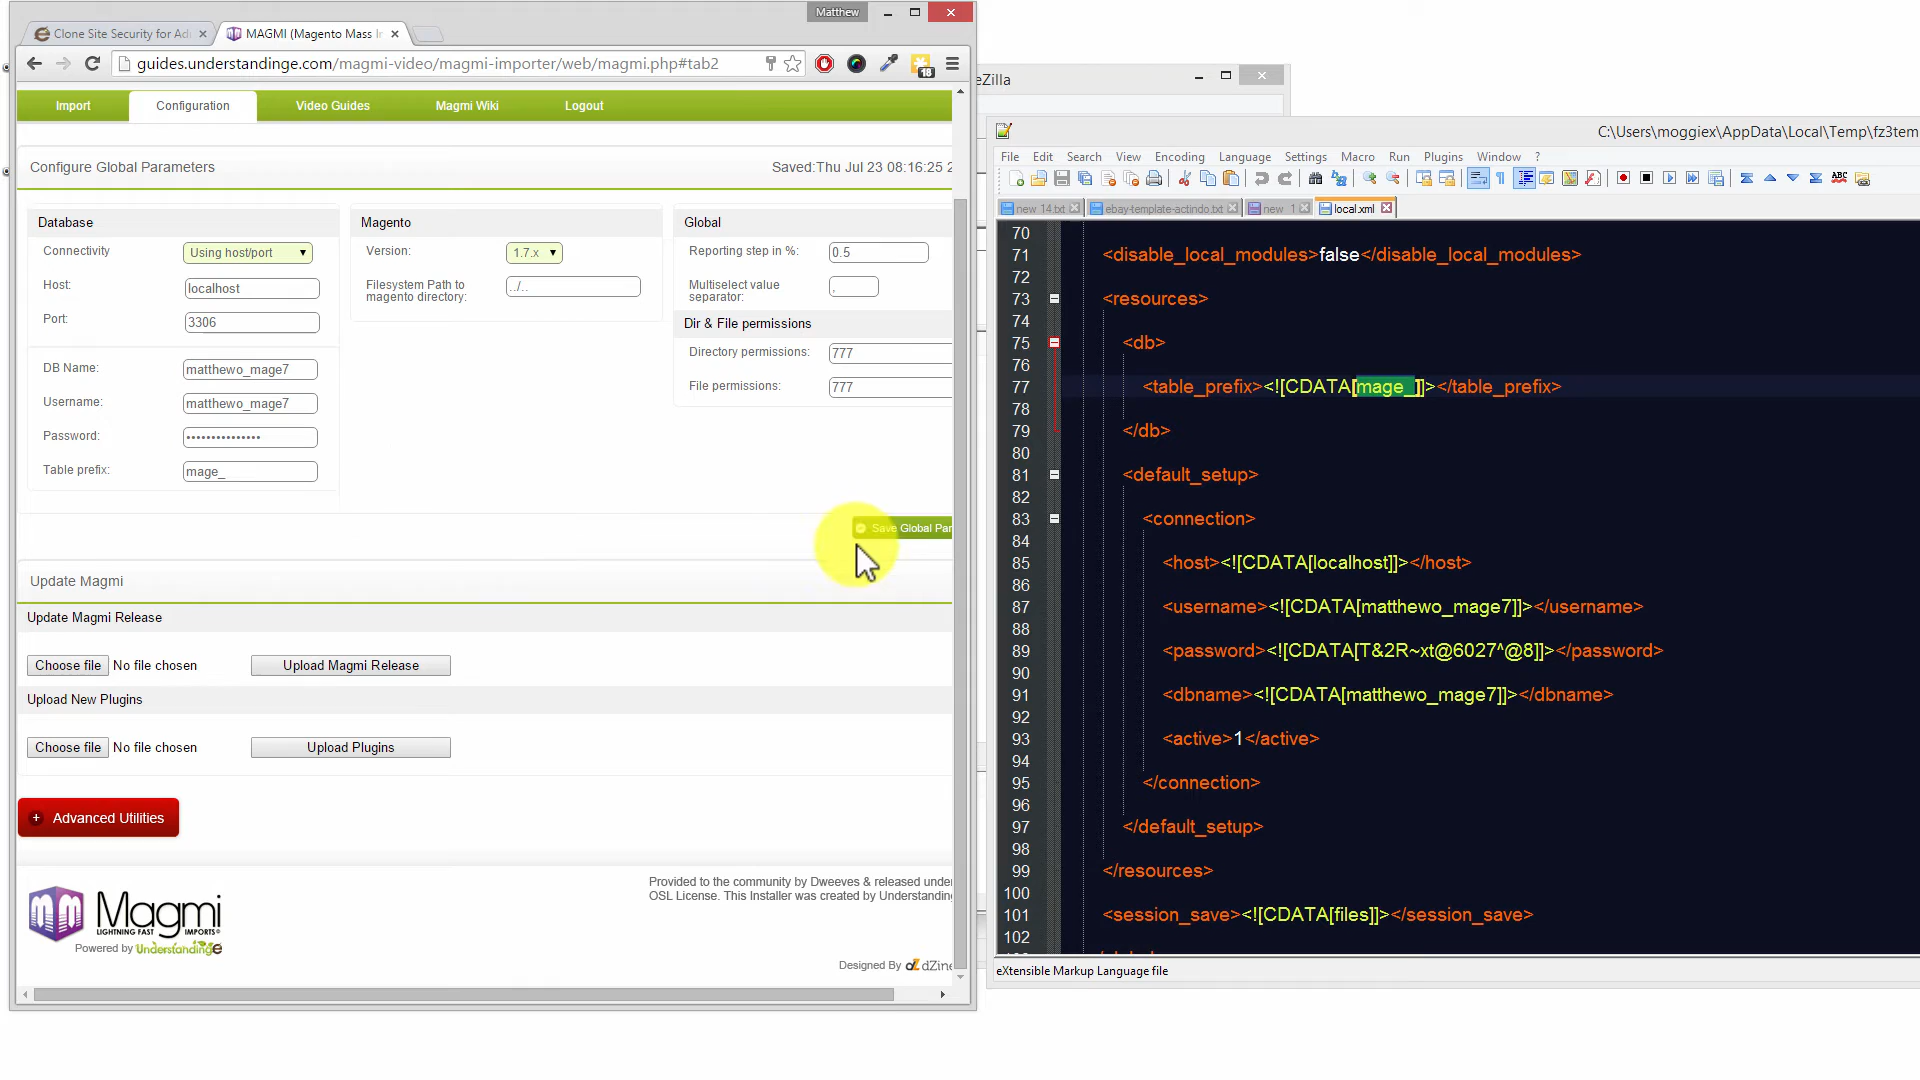 Matthew
Clone Site Security for Ad
MAGMI (Magento Mass I
guides.understandinge.com/magmi-video/magmi-importer/web/magmi.php#tab2
18
Import Configuration Video Guides Magmi Wiki Logout
Configure Global Parameters
Saved:Thu Jul 23 08:16:25 2
Database
Connectivity Using host/port
Host: localhost
Port: 3306
DB Name: matthewo_mage7
Username: matthewo_mage7
Password: •••••••••••••••
Table prefix: mage_
Magento
Version: 1.7.x
Filesystem Path to
magento directory: ../..
Global
Reporting step in %: 0.5
Multiselect value
separator: ,
Dir & File permissions
Directory permissions: 777
File permissions: 777
Save Global Par
Update Magmi
Update Magmi Release
Choose file No file chosen Upload Magmi Release
Upload New Plugins
Choose file No file chosen Upload Plugins
+ Advanced Utilities
Magmi
LIGHTNING FAST IMPORTS
Powered by Understandinge
Provided to the community by Dweeves & released unde
OSL License. This Installer was created by Understanding
Designed By dZine
eZilla
C:\Users\moggiex\AppData\Local\Temp\fz3tem
File Edit Search View Encoding Language Settings Macro Run Plugins Window ?
ABC
new 14.txt ebay-template-actindo.txt new 1 local.xml
70
71 <disable_local_modules>false</disable_local_modules>
72
73 <resources>
74
75 <db>
76
77 <table_prefix><![CDATA[mage_]]></table_prefix>
78
79 </db>
80
81 <default_setup>
82
83 <connection>
84
85 <host><![CDATA[localhost]]></host>
86
87 <username><![CDATA[matthewo_mage7]]></username>
88
89 <password><![CDATA[T&2R~xt@6027^@8]]></password>
90
91 <dbname><![CDATA[matthewo_mage7]]></dbname>
92
93 <active>1</active>
94
95 </connection>
96
97 </default_setup>
98
99 </resources>
100
101 <session_save><![CDATA[files]]></session_save>
102
eXtensible Markup Language file